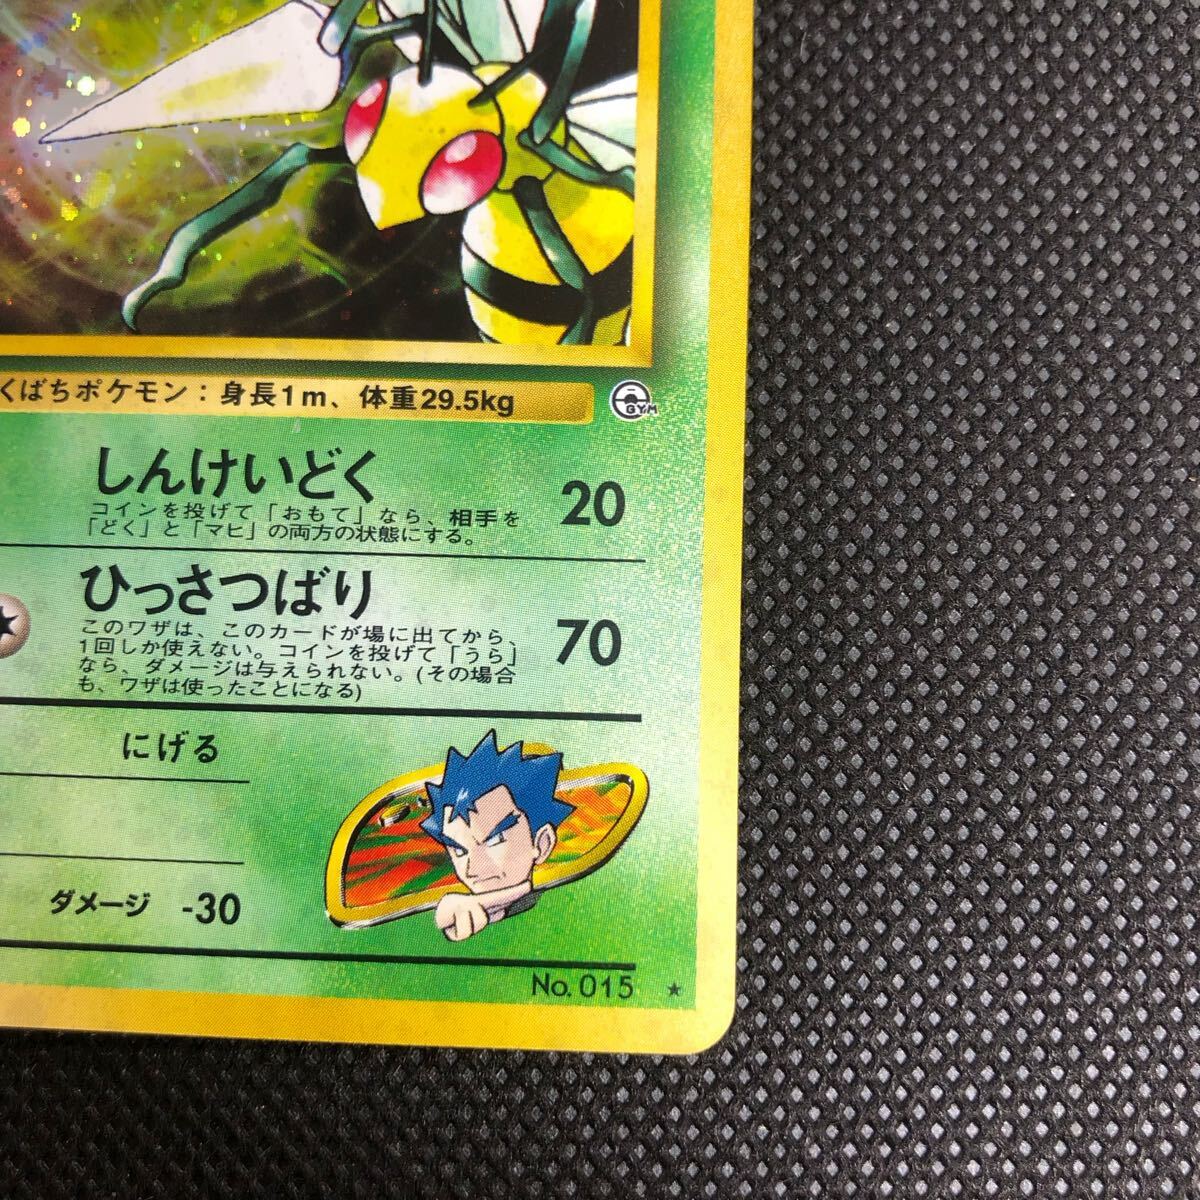 くばちポケモン：身長1m、体重29.5kg
GYM
しんけいどく 20
コインを投げて「おもて」なら、相手を
「どく」と「マヒ」の両方の状態にする。
ひっさつばり 70
このワザは、このカードが場に出てから、
1回しか使えない。コインを投げて「うら」
なら、ダメージは与えられない。(その場合
も、ワザは使ったことになる)
にげる
ダメージ -30
No. 015 ★